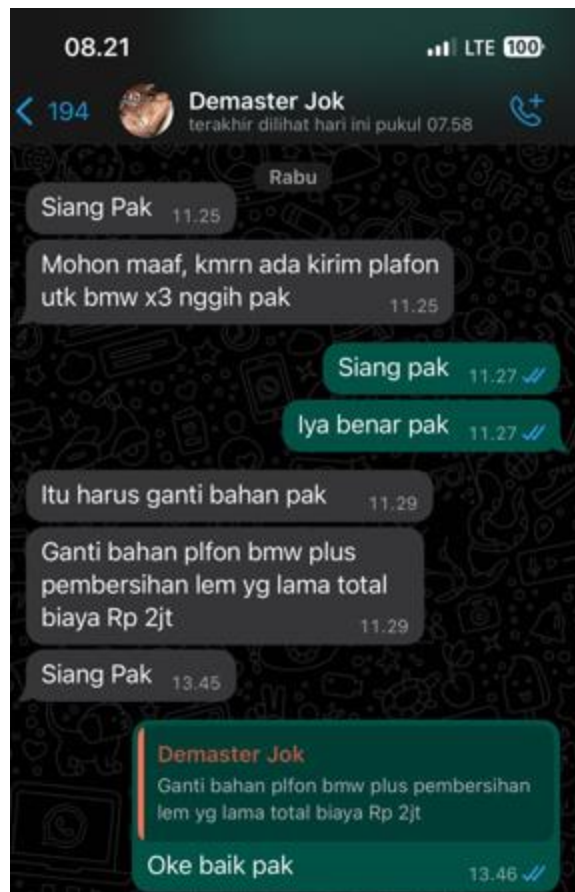 08.21
LTE 100
194
Demaster Jok
terakhir dilihat hari ini pukul 07.58
Rabu
Siang Pak 11.25
Mohon maaf, kmrn ada kirim plafon
utk bmw x3 nggih pak 11.25
Siang pak 11.27
Iya benar pak 11.27
Itu harus ganti bahan pak 11.29
Ganti bahan plfon bmw plus
pembersihan lem yg lama total
biaya Rp 2jt 11.29
Siang Pak 13.45
Demaster Jok
Ganti bahan plfon bmw plus pembersihan
lem yg lama total biaya Rp 2jt
Oke baik pak 13.46